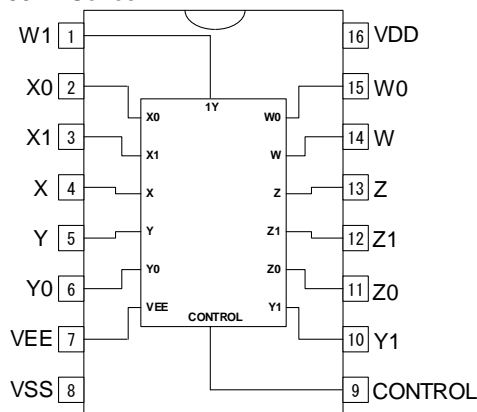 W1 1 16 VDD
X0 2 1Y 15 W0
X0 W0
X1 3 14 W
X1 W
X 4 X Z 13 Z
Y 5 Y Z1 12 Z1
Y0 6 Y0 Z0 11 Z0
VEE Y1
CONTROL
VEE 7 10 Y1
VSS 8 9 CONTROL